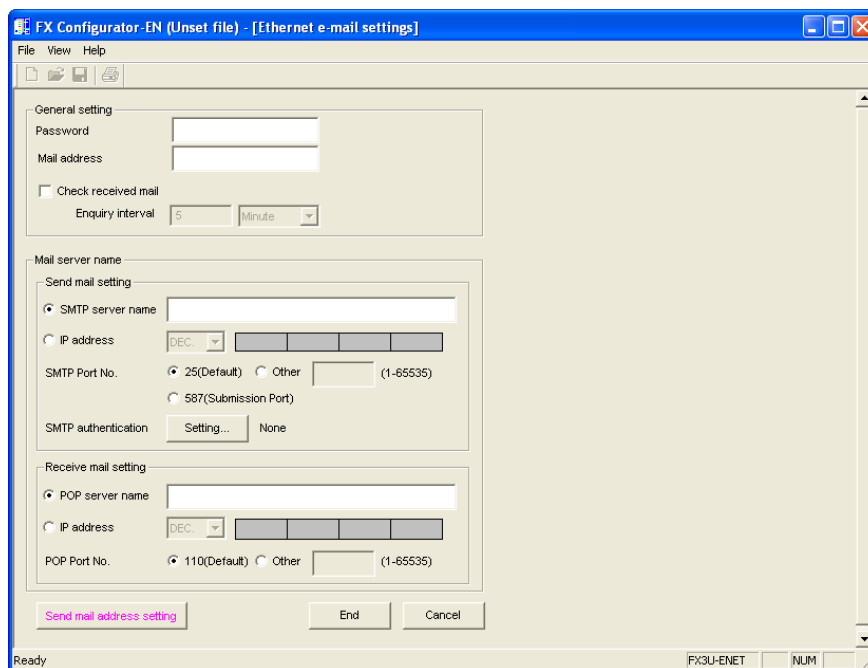 FX Configurator-EN (Unset file) - [Ethernet e-mail settings]
File View Help
General setting
Password
Mail address
Check received mail
Enquiry interval 5 Minute
Mail server name
Send mail setting
SMTP server name
IP address DEC.
SMTP Port No. 25(Default) Other (1-65535)
587(Submission Port)
SMTP authentication Setting... None
Receive mail setting
POP server name
IP address DEC.
POP Port No. 110(Default) Other (1-65535)
Send mail address setting End Cancel
Ready FX3U-ENET NUM